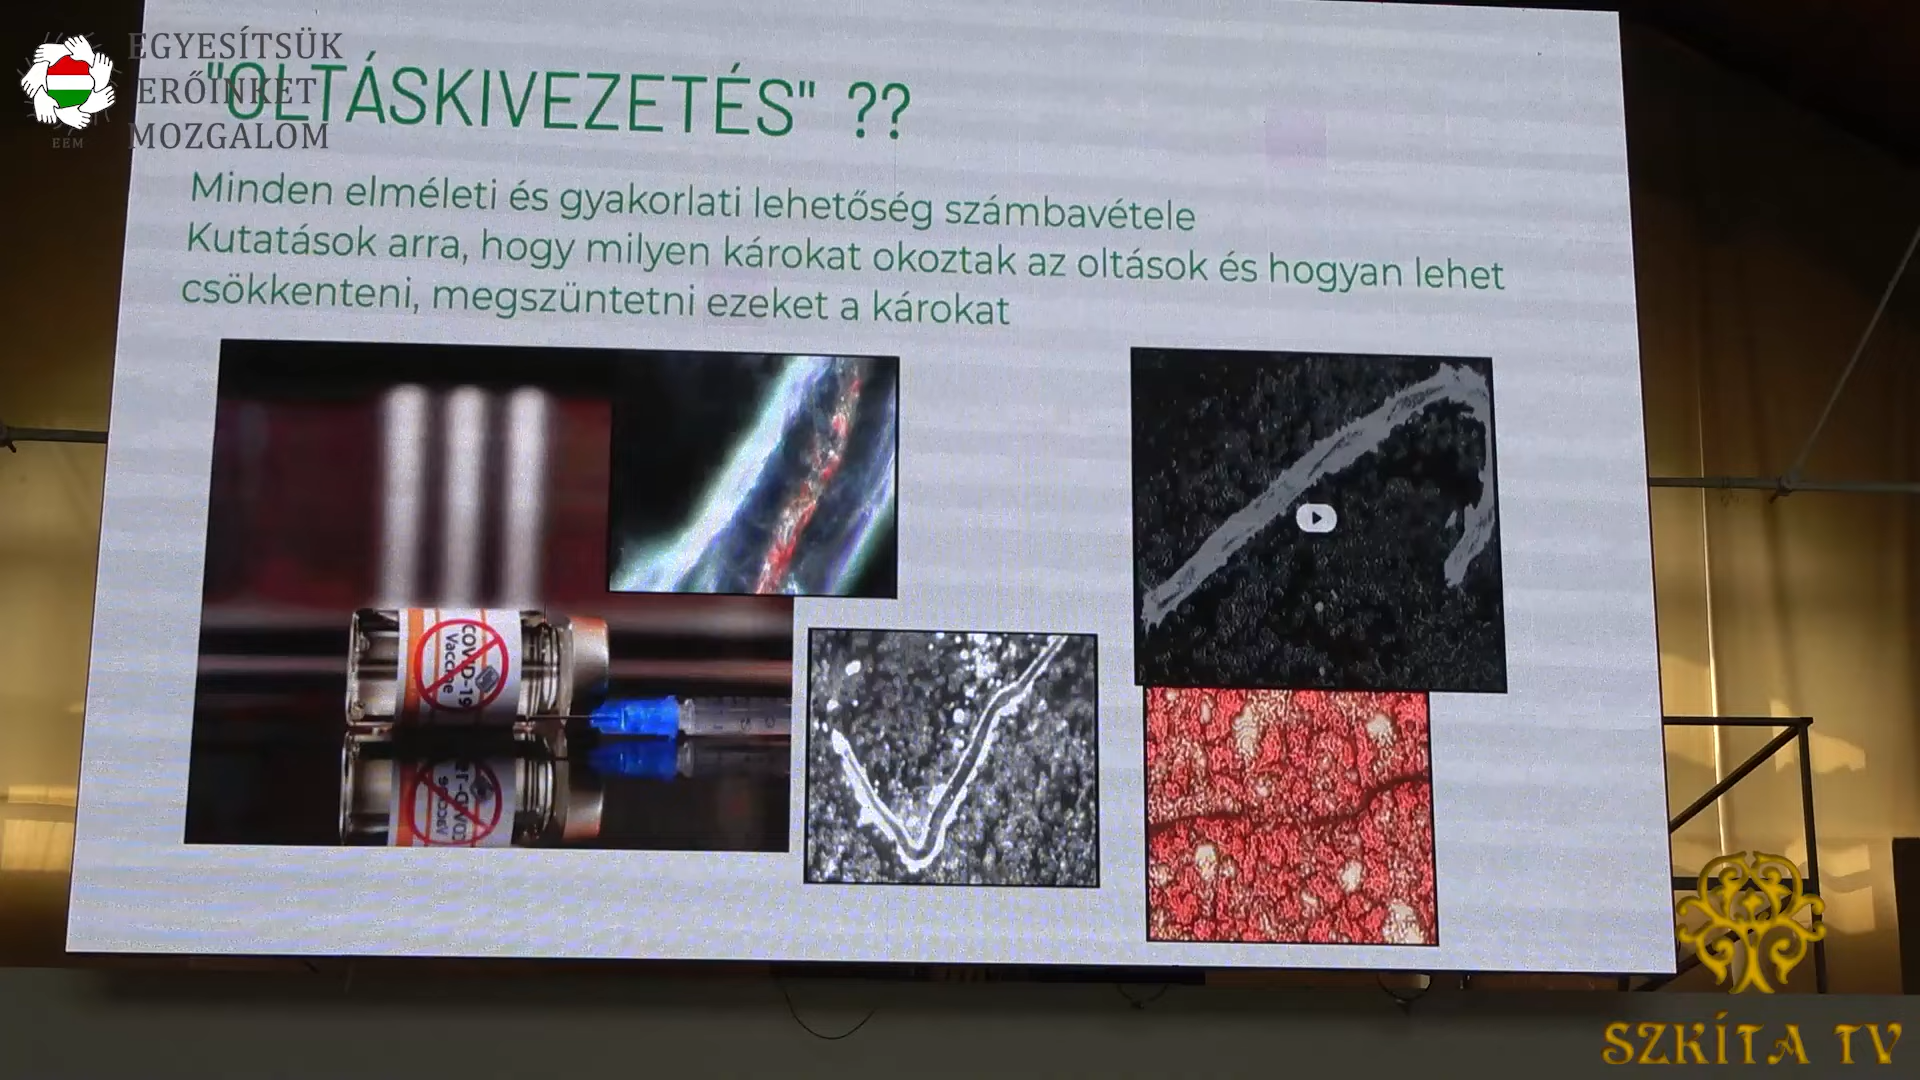 EGYESÍTSÜK
ERŐINKET
MOZGALOM
EEM
"OLTÁSKIVEZETÉS" ??
Minden elméleti és gyakorlati lehetőség számbavétele
Kutatások arra, hogy milyen károkat okoztak az oltások és hogyan lehet
csökkenteni, megszüntetni ezeket a károkat
COVID-19
Vaccine
SZKÍTA TV